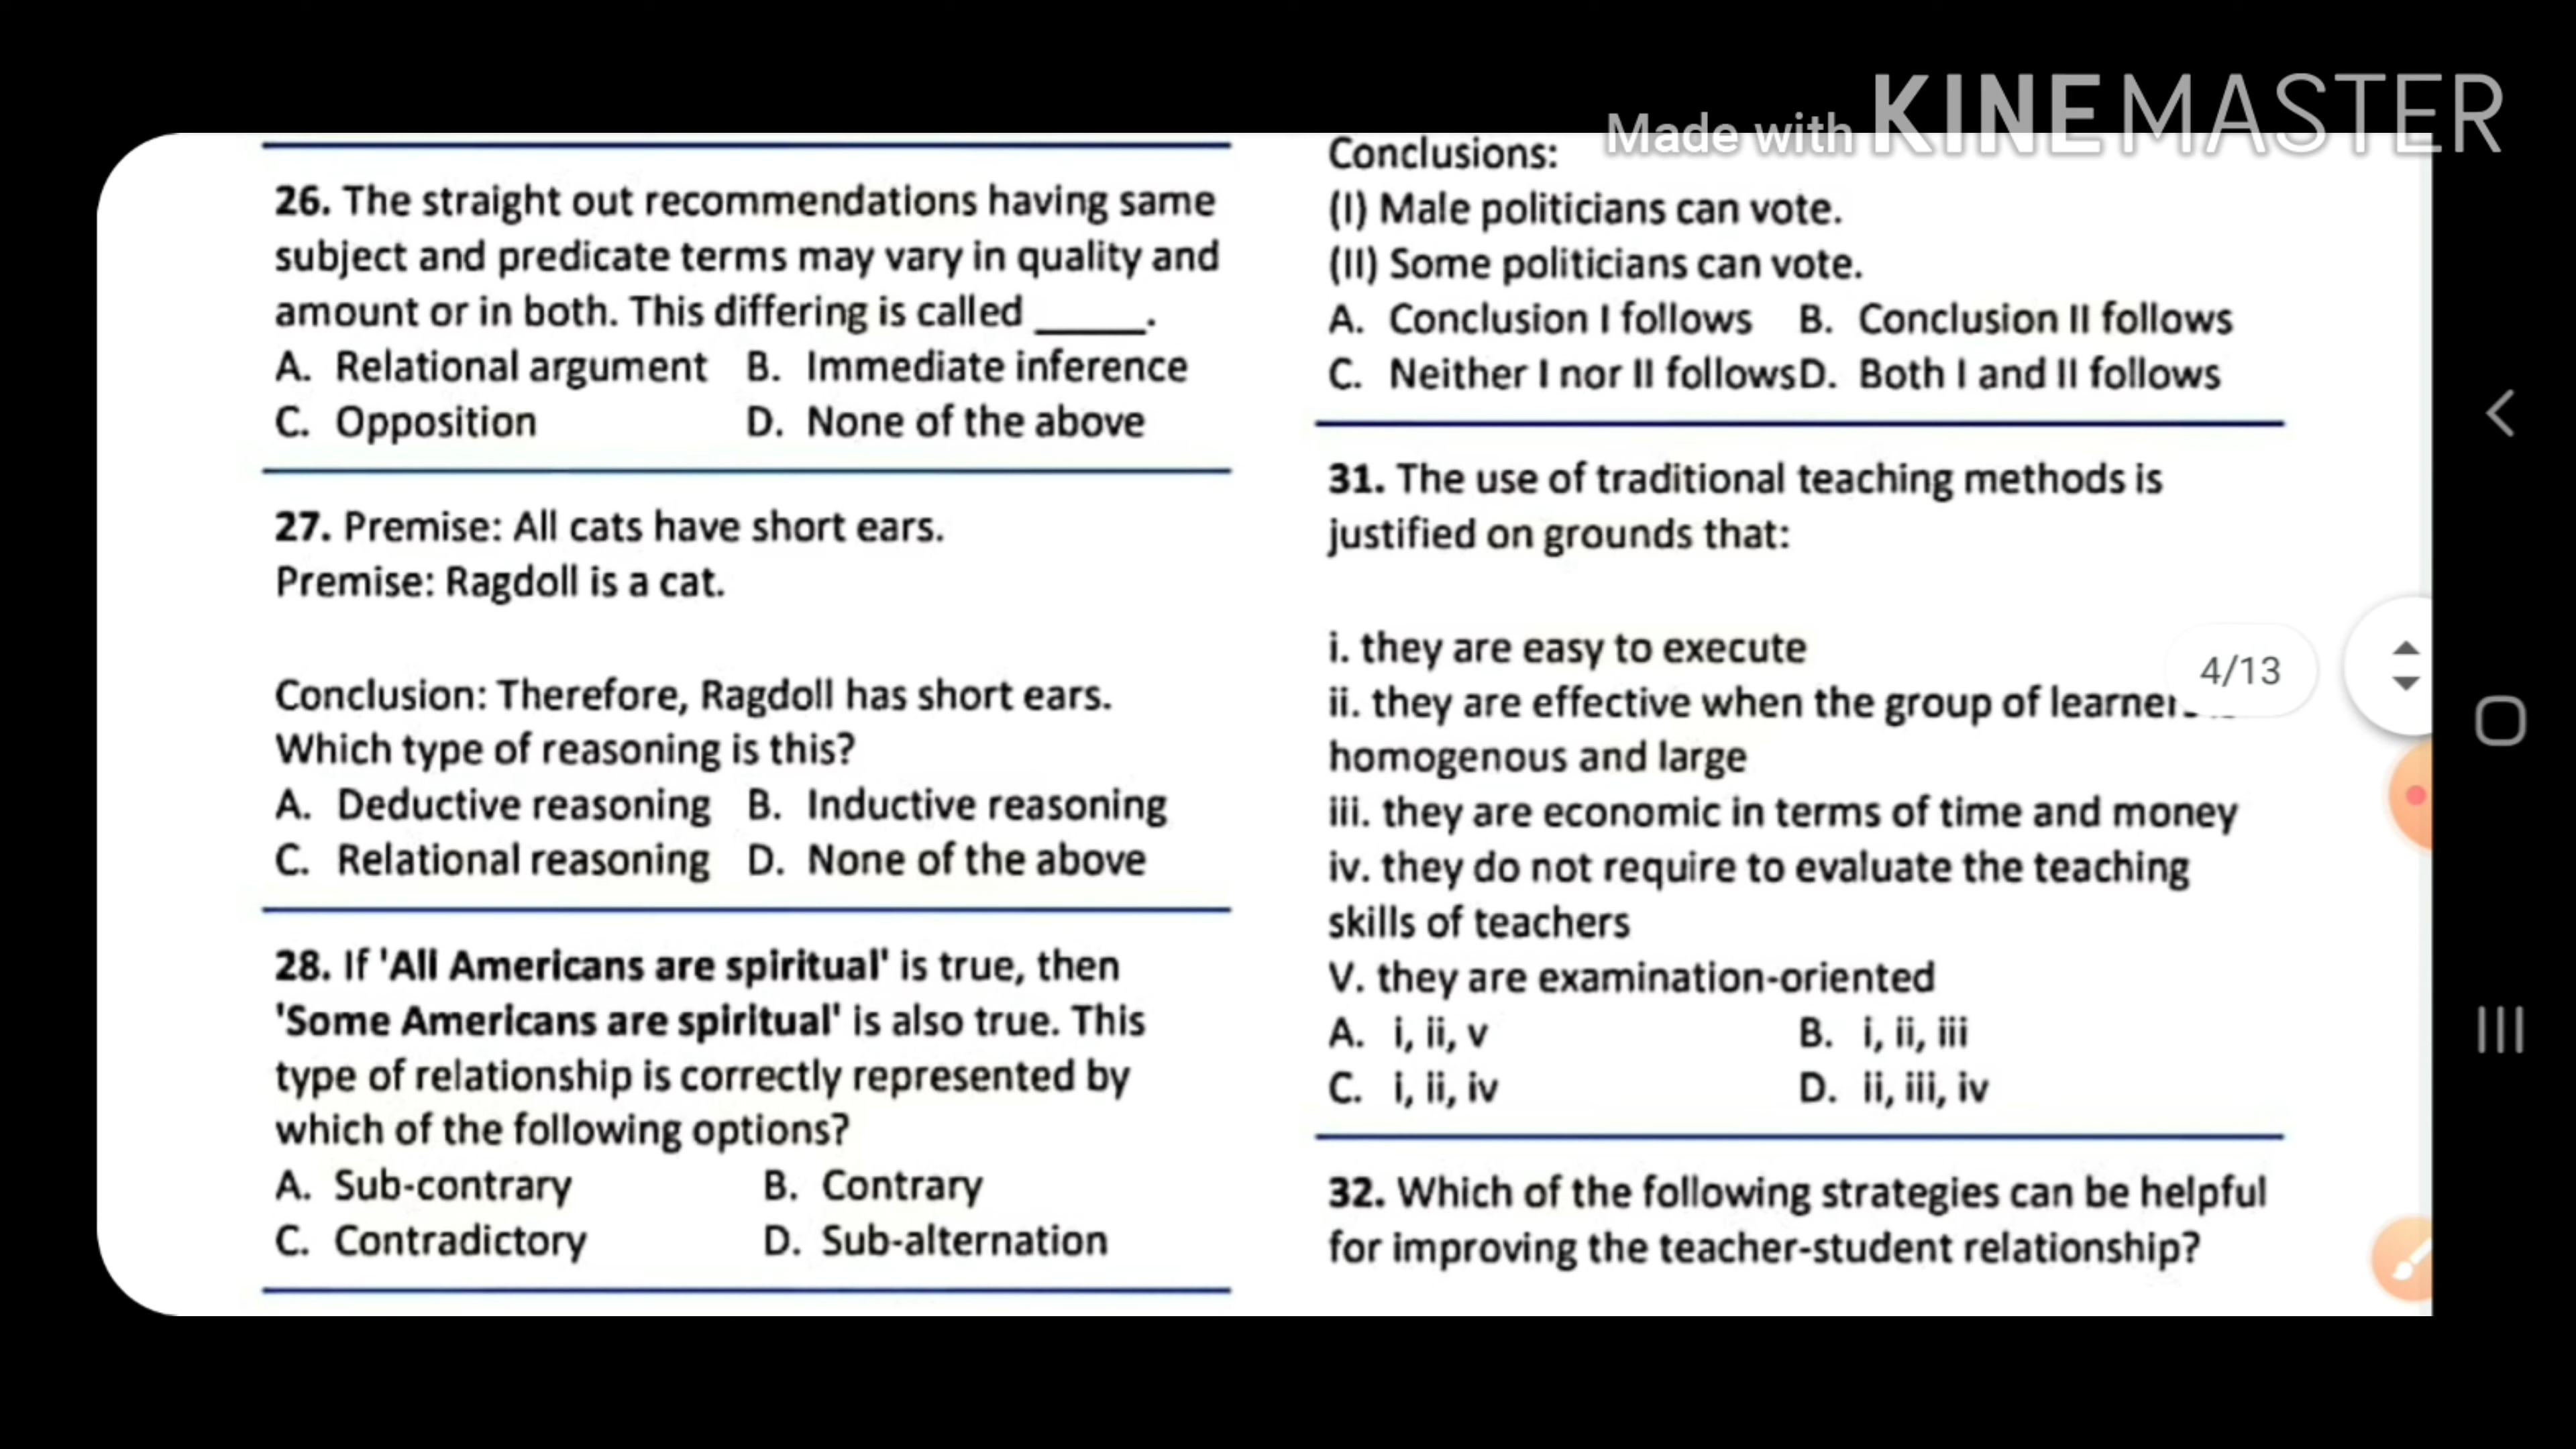 Made with KINEMASTER
26. The straight out recommendations having same
subject and predicate terms may vary in quality and
amount or in both. This differing is called _____.
A. Relational argument B. Immediate inference
C. Opposition D. None of the above
27. Premise: All cats have short ears.
Premise: Ragdoll is a cat.
Conclusion: Therefore, Ragdoll has short ears.
Which type of reasoning is this?
A. Deductive reasoning B. Inductive reasoning
C. Relational reasoning D. None of the above
28. If 'All Americans are spiritual' is true, then
'Some Americans are spiritual' is also true. This
type of relationship is correctly represented by
which of the following options?
A. Sub-contrary B. Contrary
C. Contradictory D. Sub-alternation
Conclusions:
(I) Male politicians can vote.
(II) Some politicians can vote.
A. Conclusion I follows B. Conclusion II follows
C. Neither I nor II follows D. Both I and II follows
31. The use of traditional teaching methods is
justified on grounds that:
i. they are easy to execute
ii. they are effective when the group of
homogenous and large
iii. they are economic in terms of time and money
iv. they do not require to evaluate the teaching
skills of teachers
V. they are examination-oriented
A. i, ii, v B. i, ii, iii
C. i, ii, iv D. ii, iii, iv
32. Which of the following strategies can be helpful
for improving the teacher-student relationship?
4/13